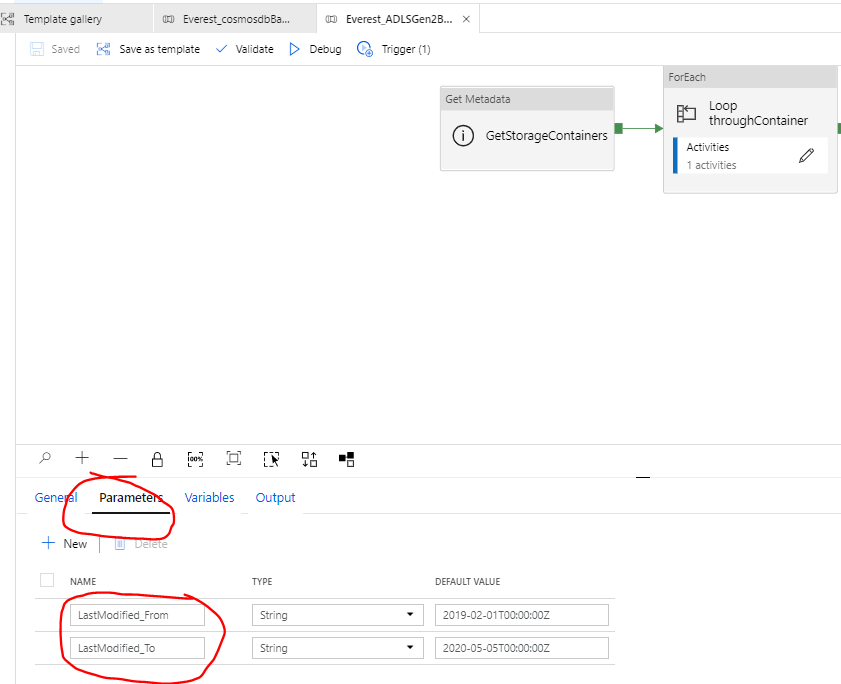 Template gallery
Everest_cosmosdbBa...
Everest_ADLSGen2B...
Saved
Save as template
Validate
Debug
Trigger (1)
Get Metadata
GetStorageContainers
ForEach
Loop
throughContainer
Activities
1 activities
100%
General
Parameters
Variables
Output
New
Delete
NAME
TYPE
DEFAULT VALUE
LastModified_From
String
2019-02-01T00:00:00Z
LastModified_To
String
2020-05-05T00:00:00Z